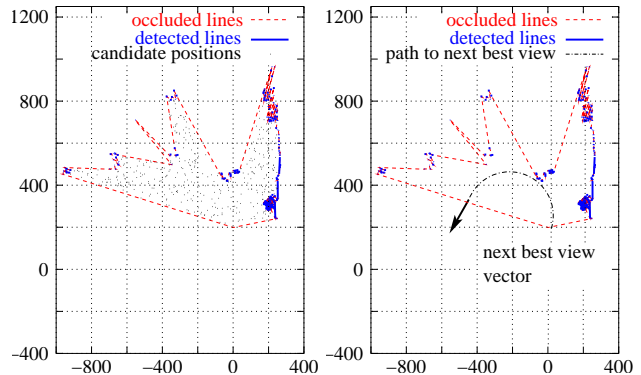 occluded lines
detected lines
candidate positions
1200
800
400
0
−400
−800 −400 0 400
occluded lines
detected lines
path to next best view
1200
800
400
0
−400
next best view
vector
−800 −400 0 400